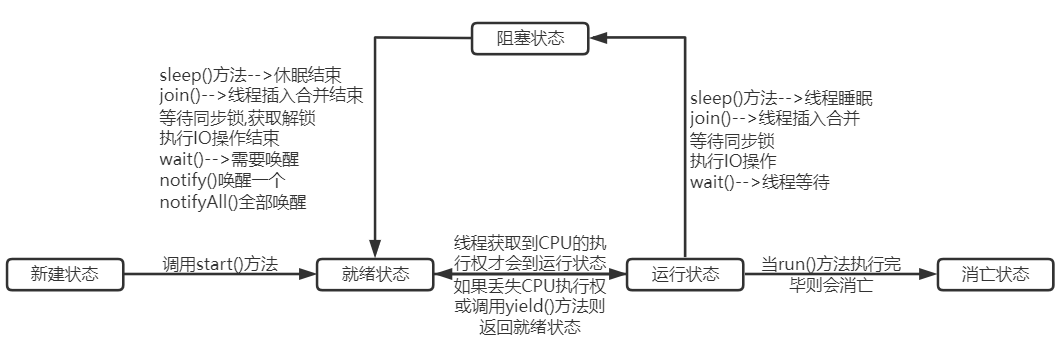 阻塞状态
sleep()方法-->休眠结束
join()-->线程插入合并结束
等待同步锁,获取解锁
执行IO操作结束
wait()-->需要唤醒
notify()唤醒一个
notifyAll()全部唤醒
sleep()方法-->线程睡眠
join()-->线程插入合并
等待同步锁
执行IO操作
wait()-->线程等待
新建状态
调用start()方法
就绪状态
线程获取到CPU的执
行权才会到运行状态
如果丢失CPU执行权
或调用yield()方法则
返回就绪状态
运行状态
当run()方法执行完
毕则会消亡
消亡状态